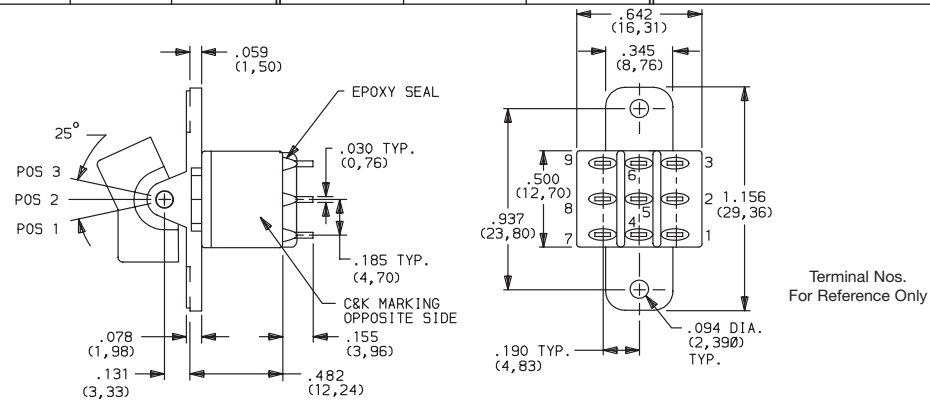 .059
(1,50)
EPOXY SEAL
25°
.030 TYP.
(0,76)
POS 3
POS 2
POS 1
.185 TYP.
(4,70)
C&K MARKING
OPPOSITE SIDE
.078
(1,98)
.155
(3,96)
.131
(3,33)
.482
(12,24)
.642
(16,31)
.345
(8,76)
9
6
3
.500
(12,70)
8
5
2
1.156
(29,36)
.937
(23,80)
7
4
1
.094 DIA.
(2,390)
TYP.
.190 TYP.
(4,83)
Terminal Nos.
For Reference Only